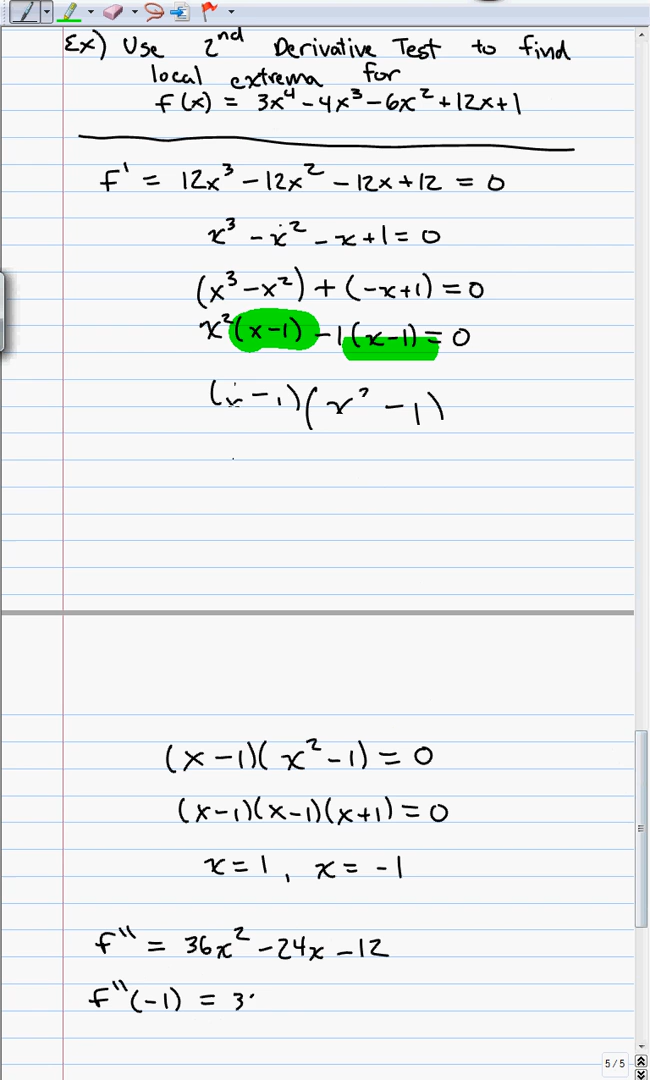 Ex) Use 2nd Derivative Test to find
local extrema for
f(x) = 3x⁴ - 4x³ - 6x² + 12x + 1
f' = 12x³ - 12x² - 12x + 12 = 0
x³ - x² - x + 1 = 0
(x³ - x²) + (-x + 1) = 0
x²(x - 1) - 1(x - 1) = 0
(x - 1)(x² - 1)
(x - 1)(x² - 1) = 0
(x - 1)(x - 1)(x + 1) = 0
x = 1, x = -1
f'' = 36x² - 24x - 12
f''(-1) = 3
5 / 5